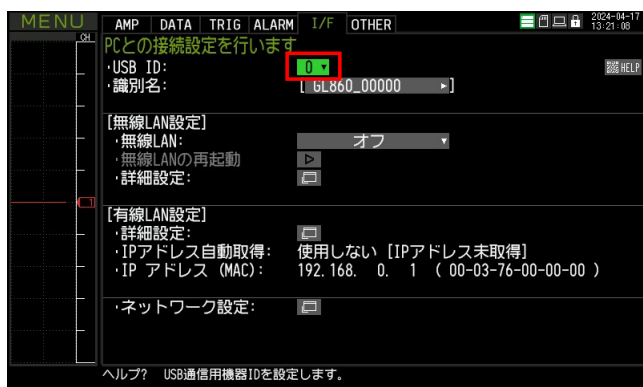 MENU AMP DATA TRIG ALARM I/F OTHER 2024-04-17
13:21:08
CH
PCとの接続設定を行います
・USB ID: 0
HELP
・識別名: [ GL860_00000 ]
[無線LAN設定]
・無線LAN: オフ
・無線LANの再起動
・詳細設定:
1
[有線LAN設定]
・詳細設定:
・IPアドレス自動取得: 使用しない [IPアドレス未取得]
・IP アドレス (MAC): 192.168. 0. 1 ( 00-03-76-00-00-00 )
・ネットワーク設定:
ヘルプ? USB通信用機器IDを設定します。